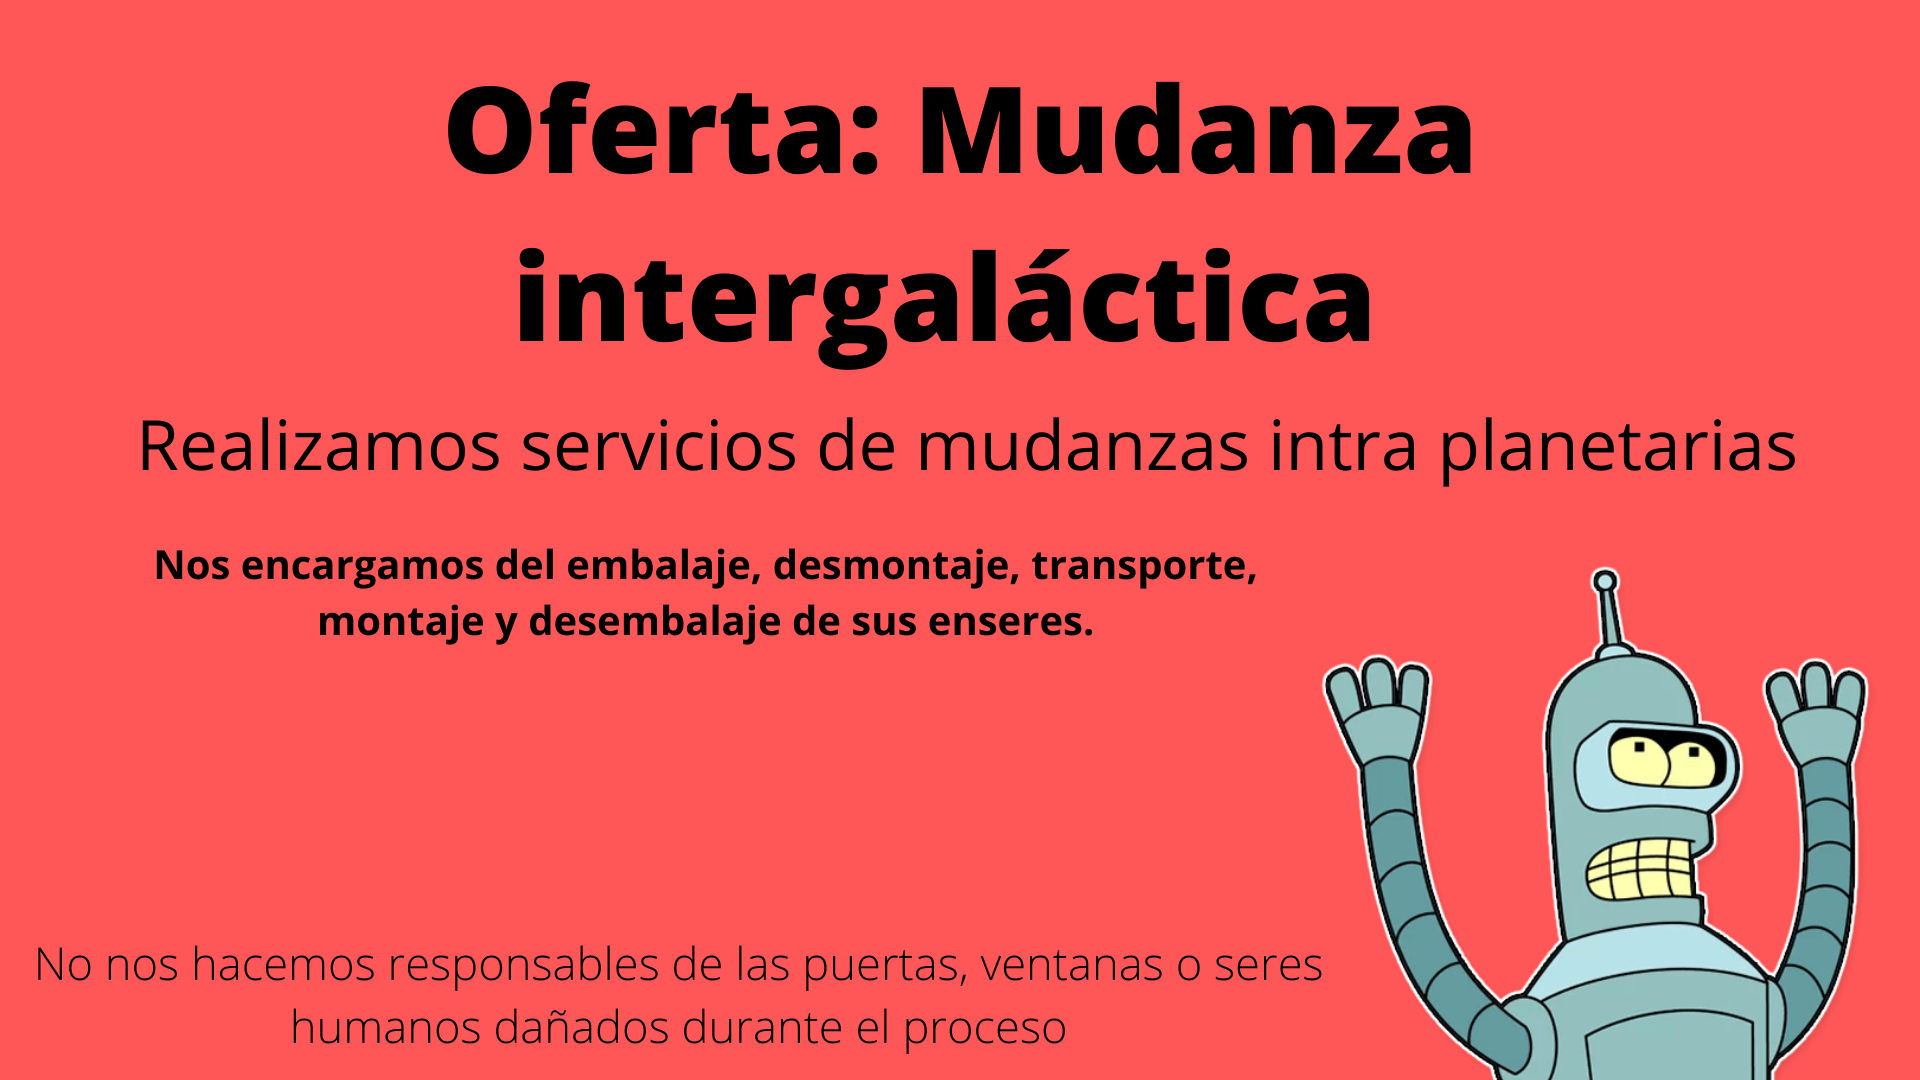 Oferta: Mudanza
intergaláctica
Realizamos servicios de mudanzas intra planetarias
Nos encargamos del embalaje, desmontaje, transporte,
montaje y desembalaje de sus enseres.
No nos hacemos responsables de las puertas, ventanas o seres
humanos dañados durante el proceso